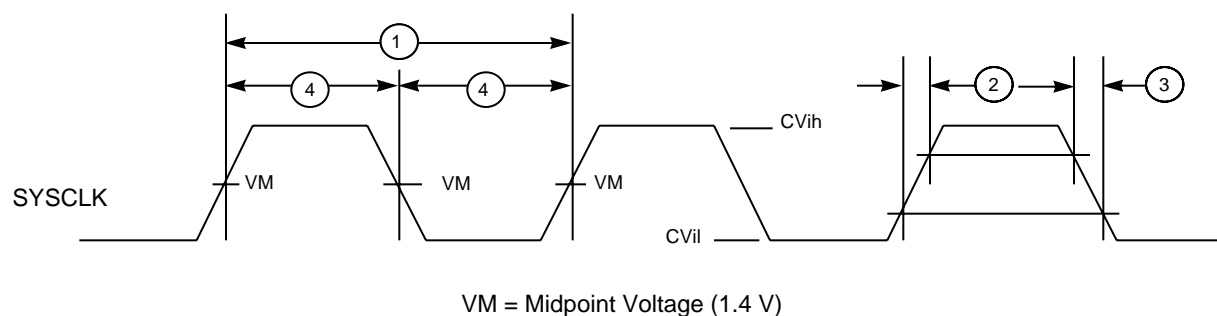 1
4 4 2 3
CVih
VM VM VM
SYSCLK
CVil
VM = Midpoint Voltage (1.4 V)